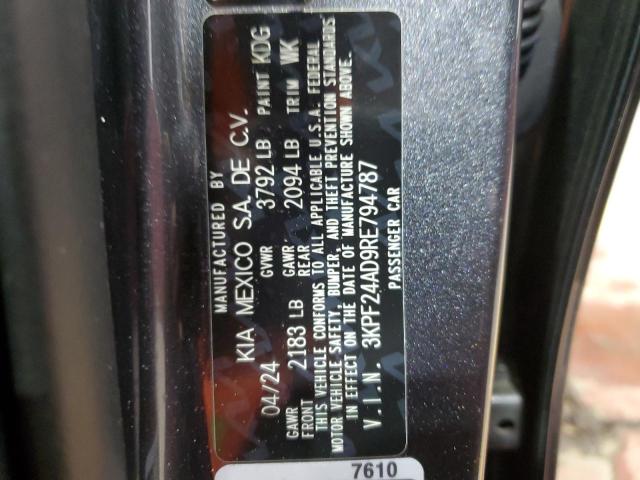 MANUFACTURED BY
KIA MEXICO S.A. DE C.V.
04/24 GVWR 3792 LB PAINT KDG
GAWR FRONT 2183 LB GAWR REAR 2094 LB TRIM WK
THIS VEHICLE CONFORMS TO ALL APPLICABLE U.S.A. FEDERAL
MOTOR VEHICLE SAFETY, BUMPER, AND THEFT PREVENTION STANDARDS
IN EFFECT ON THE DATE OF MANUFACTURE SHOWN ABOVE.
V.I.N. 3KPF24AD9RE794787
PASSENGER CAR
7610